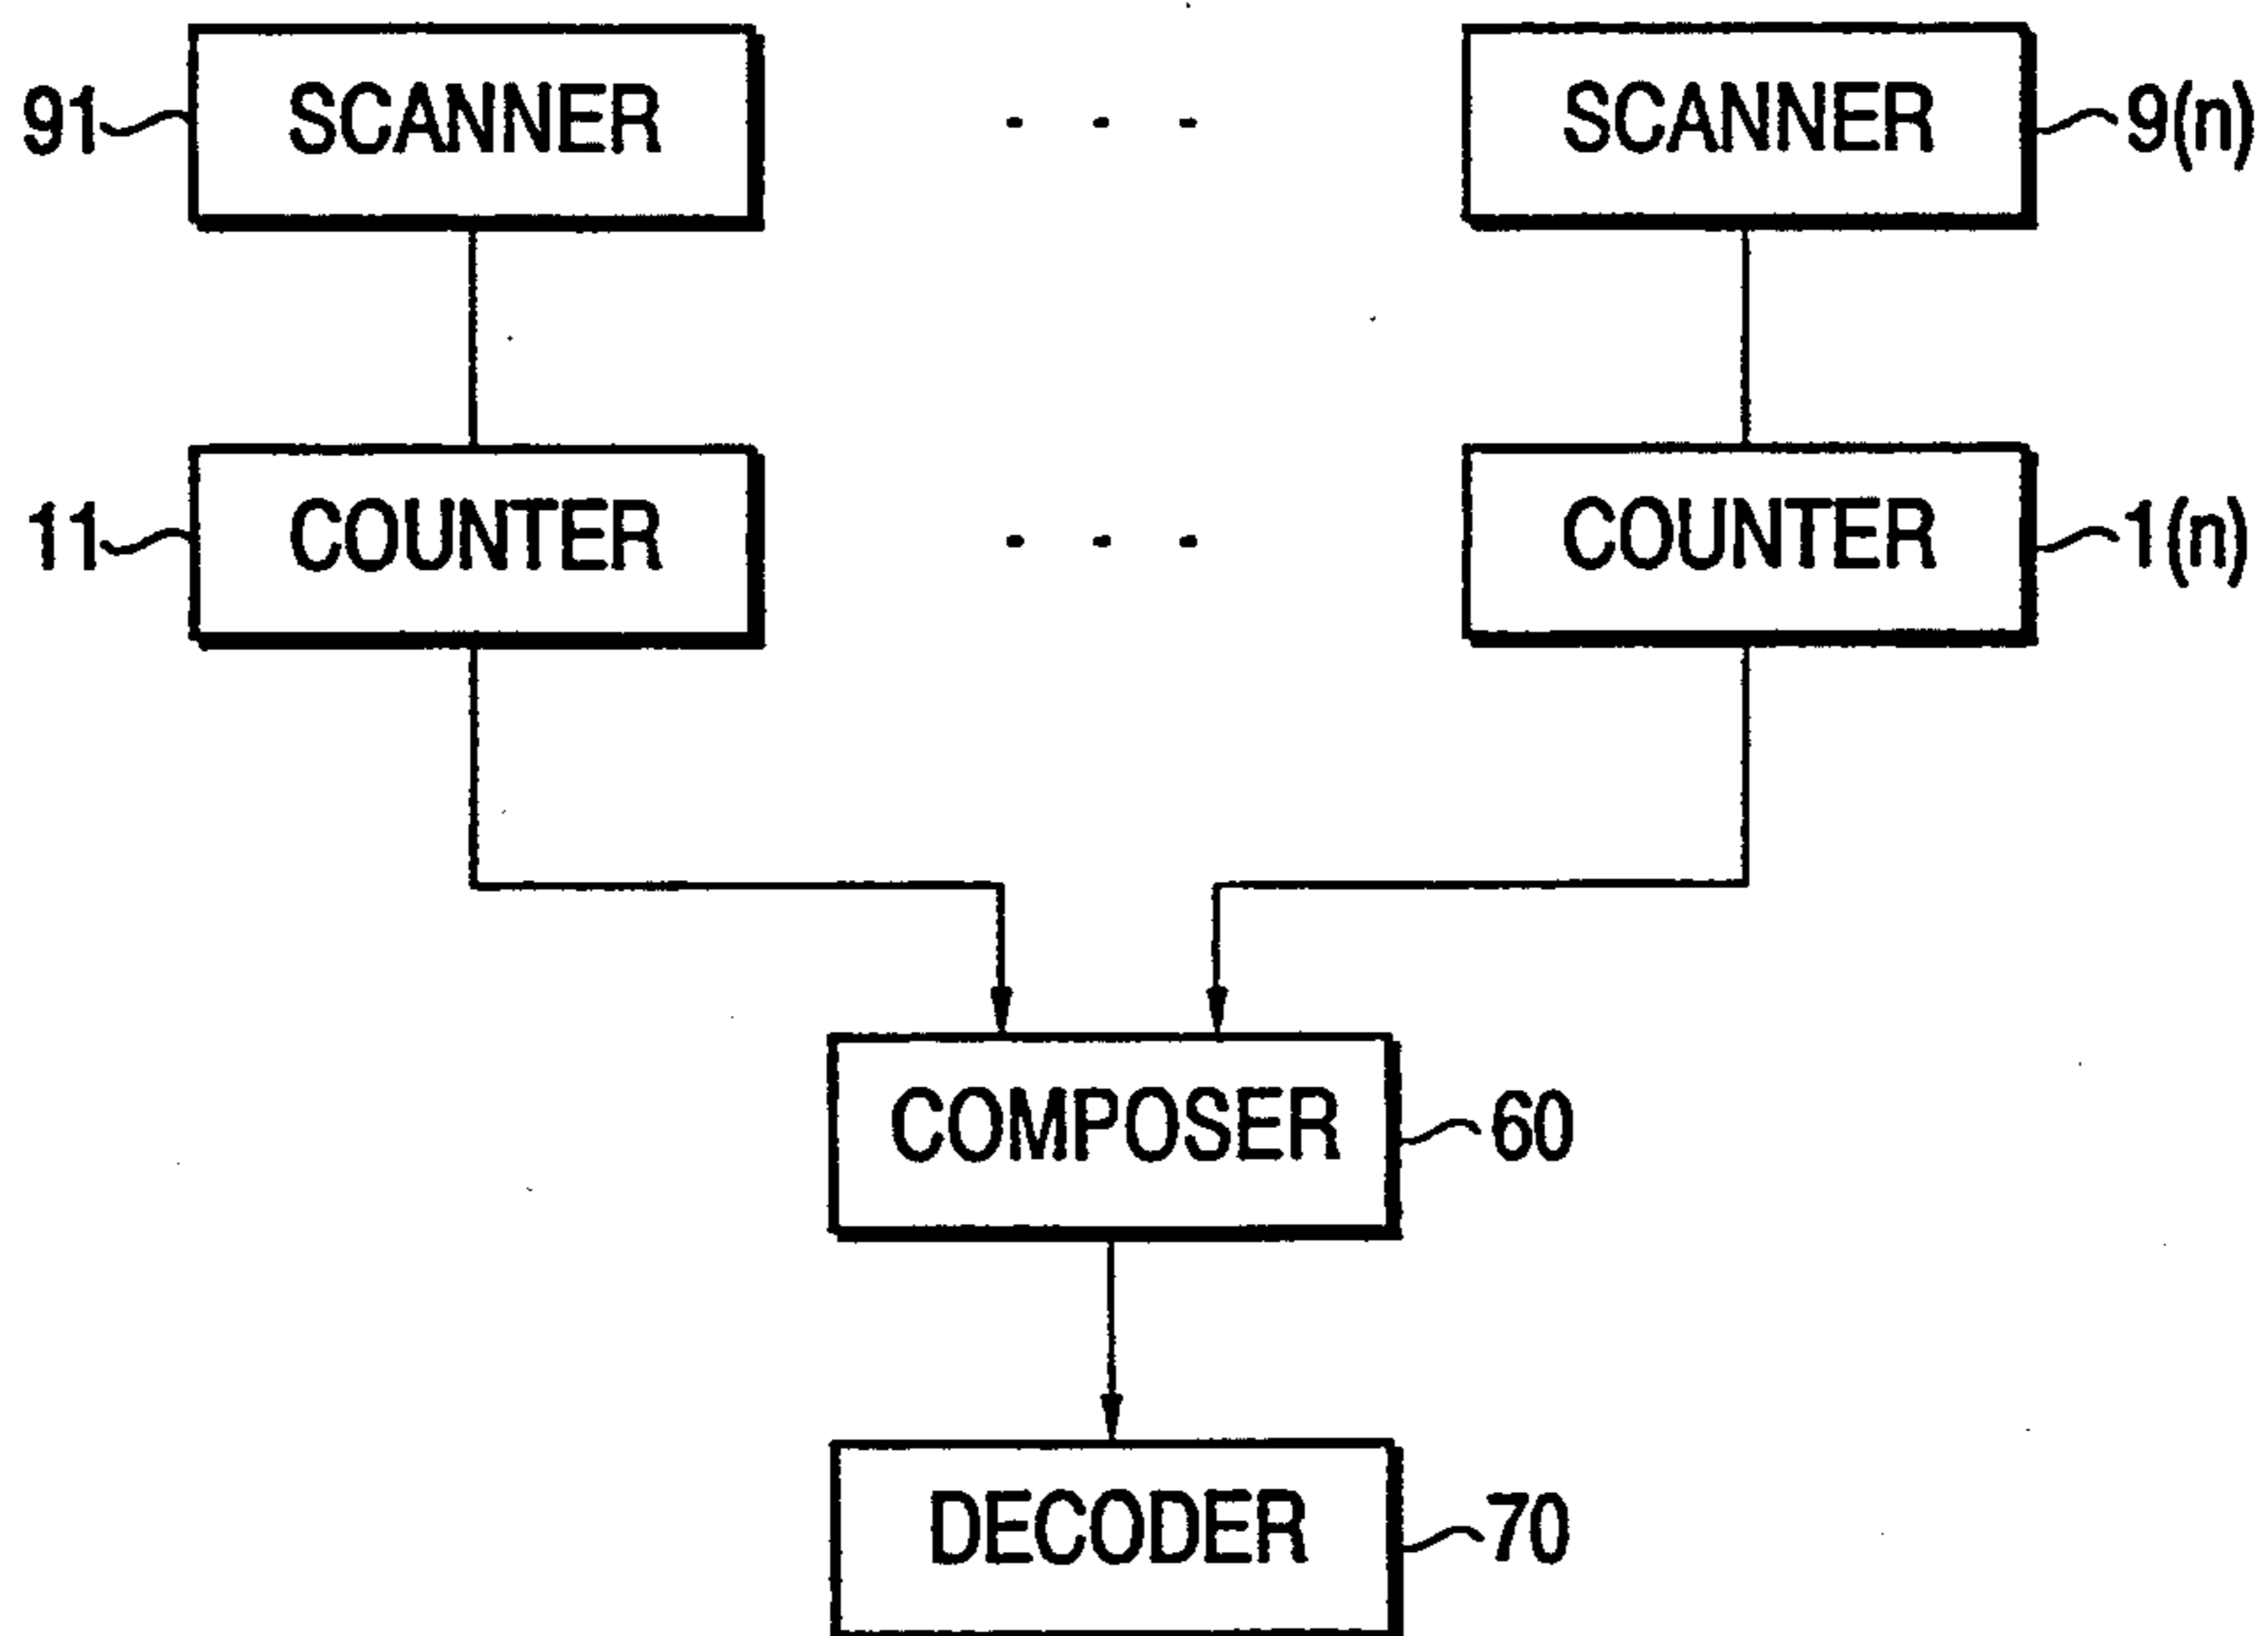 91 SCANNER . . . SCANNER 9(n)
11 COUNTER . . . COUNTER 1(n)
COMPOSER 60
DECODER 70